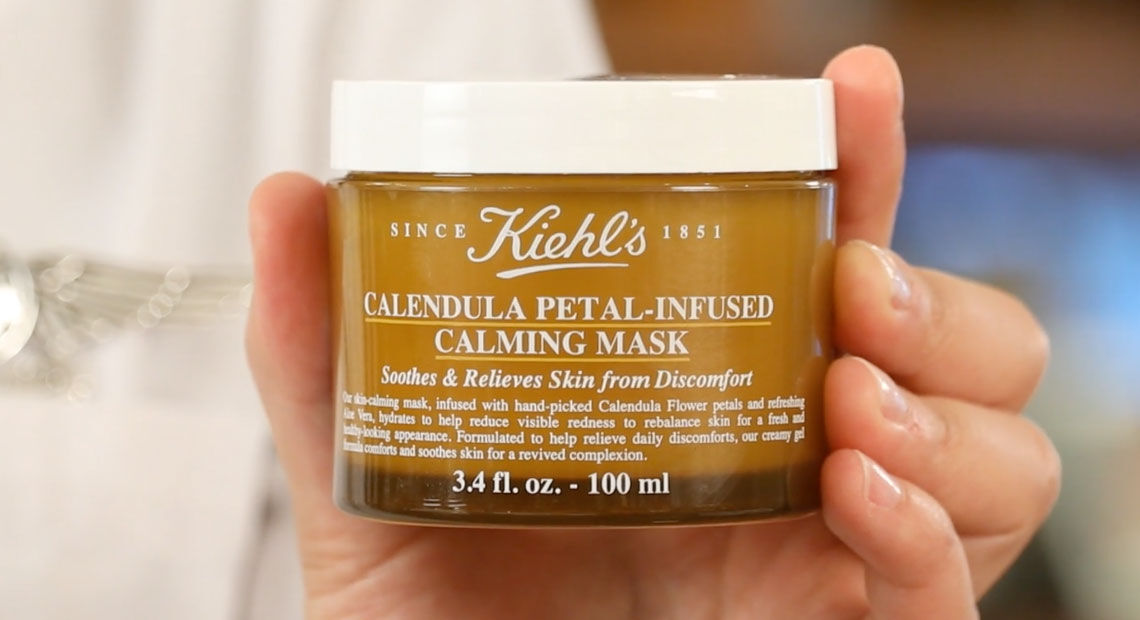 SINCE Kiehl's 1851
CALENDULA PETAL-INFUSED
CALMING MASK
Soothes & Relieves Skin from Discomfort
Our skin-calming mask, infused with hand-picked Calendula Flower petals and refreshing
Aloe Vera, hydrates to help reduce visible redness to rebalance skin for a fresh and
healthy-looking appearance. Formulated to help relieve daily discomforts, our creamy gel
formula comforts and soothes skin for a revived complexion.
3.4 fl. oz. - 100 ml